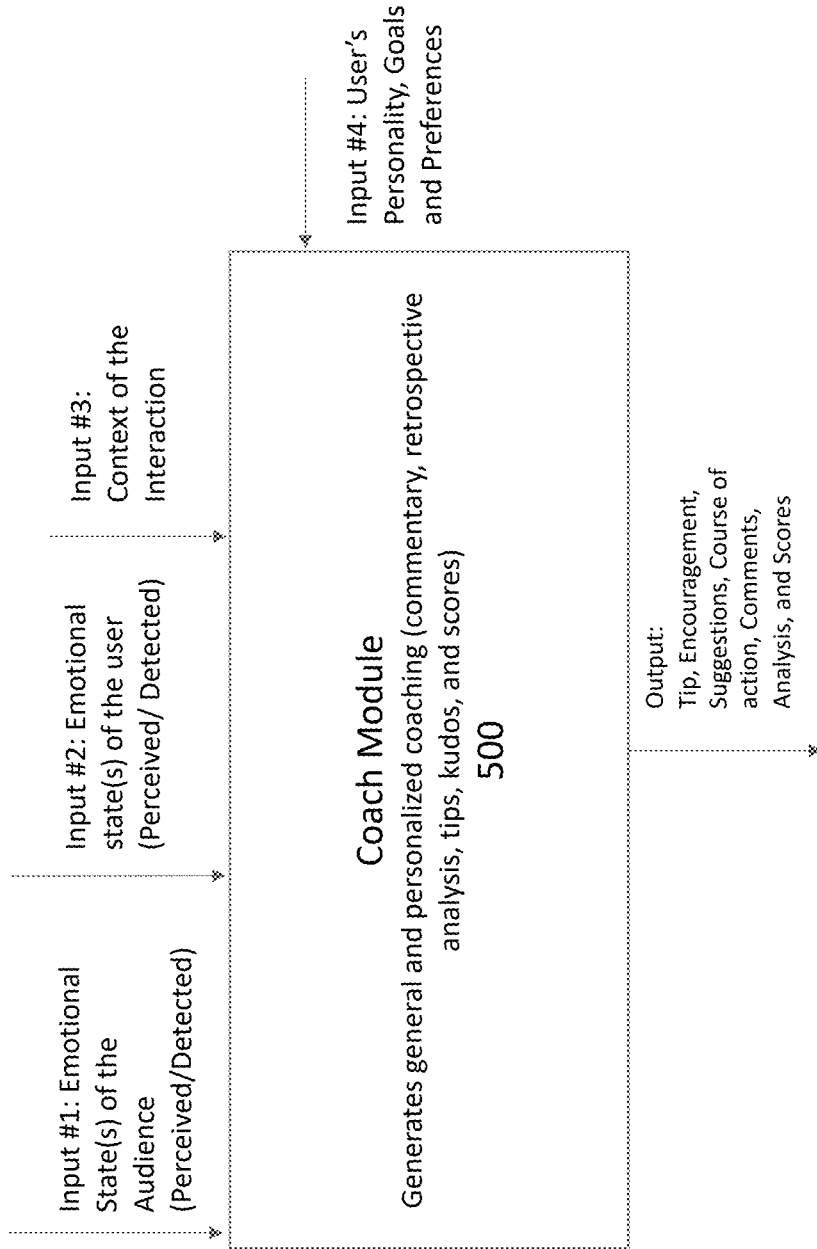 Input #1: Emotional
State(s) of the
Audience
(Perceived/Detected)
Input #2: Emotional
state(s) of the user
(Perceived/ Detected)
Input #3:
Context of the
Interaction
Input #4: User's
Personality, Goals
and Preferences
Coach Module
Generates general and personalized coaching (commentary, retrospective
analysis, tips, kudos, and scores)
500
Output:
Tip, Encouragement,
Suggestions, Course of
action, Comments,
Analysis, and Scores